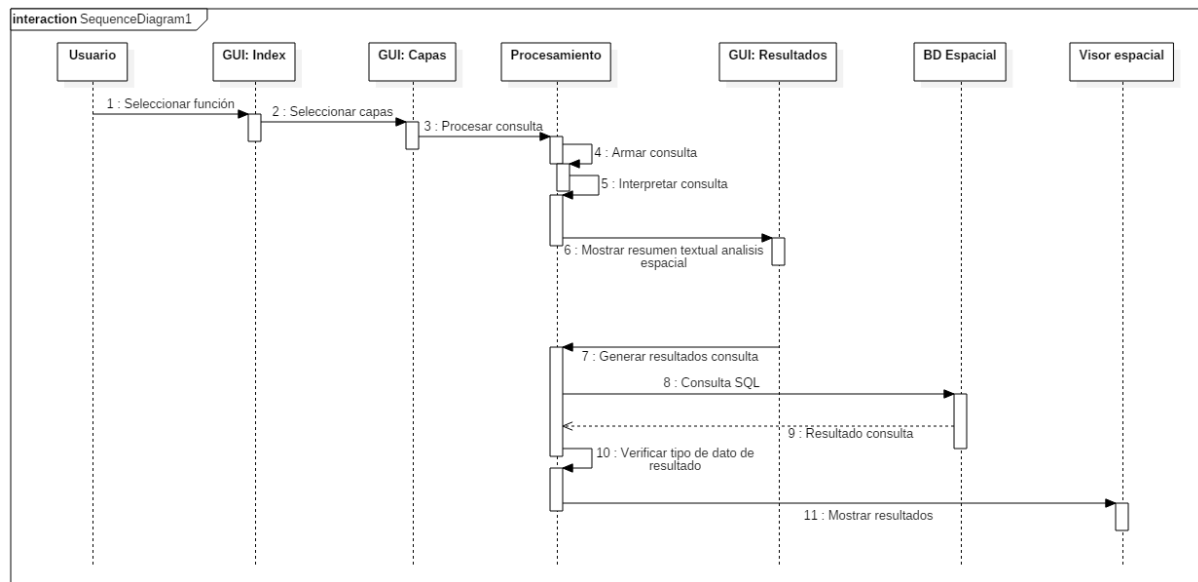 interaction SequenceDiagram1
Usuario
GUI: Index
GUI: Capas
Procesamiento
GUI: Resultados
BD Espacial
Visor espacial
1 : Seleccionar función
2 : Seleccionar capas
3 : Procesar consulta
4 : Armar consulta
5 : Interpretar consulta
6 : Mostrar resumen textual analisis
espacial
7 : Generar resultados consulta
8 : Consulta SQL
9 : Resultado consulta
10 : Verificar tipo de dato de
resultado
11 : Mostrar resultados